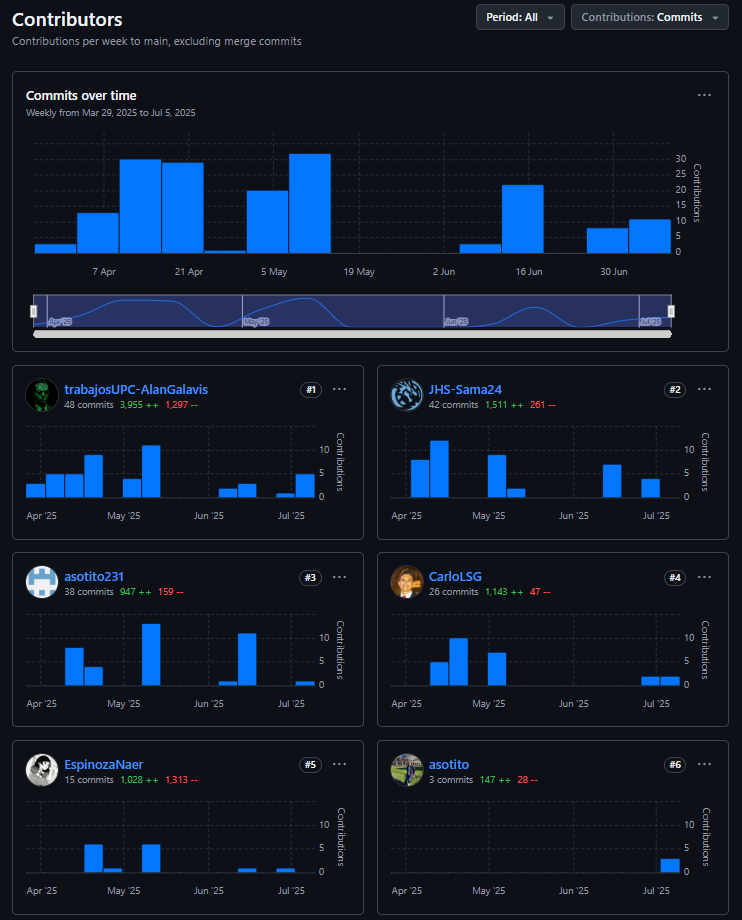 Contributors
Period: All
Contributions: Commits
Contributions per week to main, excluding merge commits
Commits over time
Weekly from Mar 29, 2025 to Jul 5, 2025
30
25
20
15
10
5
0
Contributions
7 Apr 21 Apr 5 May 19 May 2 Jun 16 Jun 30 Jun
Apr '25 May '25 Jun '25 Jul '25
trabajosUPC-AlanGalavis #1
48 commits 3,955 ++ 1,297 --
10
5
0
Contributions
Apr '25 May '25 Jun '25 Jul '25
JHS-Sama24 #2
42 commits 1,511 ++ 261 --
10
5
0
Contributions
Apr '25 May '25 Jun '25 Jul '25
asotito231 #3
38 commits 947 ++ 159 --
10
5
0
Contributions
Apr '25 May '25 Jun '25 Jul '25
CarloLSG #4
26 commits 1,143 ++ 47 --
10
5
0
Contributions
Apr '25 May '25 Jun '25 Jul '25
EspinozaNaer #5
15 commits 1,028 ++ 1,313 --
10
5
0
Contributions
Apr '25 May '25 Jun '25 Jul '25
asotito #6
3 commits 147 ++ 28 --
10
5
0
Contributions
Apr '25 May '25 Jun '25 Jul '25